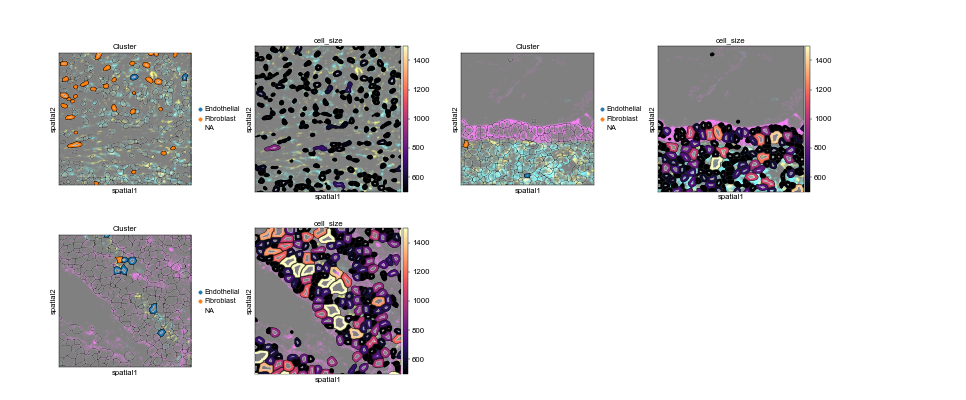 Cluster
spatial2
spatial1
Endothelial
Fibroblast
NA
cell_size
spatial2
spatial1
1400
1200
1000
800
600
Cluster
spatial2
spatial1
Endothelial
Fibroblast
NA
cell_size
spatial2
spatial1
1400
1200
1000
800
600
Cluster
spatial2
spatial1
Endothelial
Fibroblast
NA
cell_size
spatial2
spatial1
1400
1200
1000
800
600